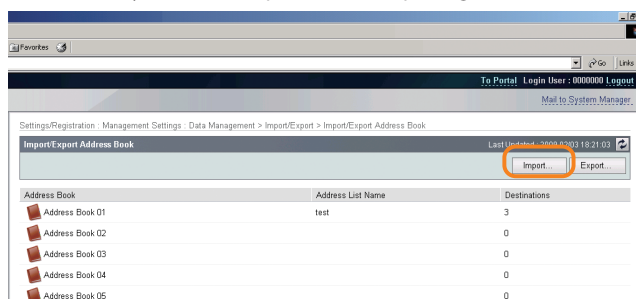 Favorites
Go Links
To Portal Login User : 0000000 Logout
Mail to System Manager
Settings/Registration : Management Settings : Data Management > Import/Export > Import/Export Address Book
Import/Export Address Book Last Updated : 2009 02/03 18:21:03
Import... Export...
Address Book Address List Name Destinations
Address Book 01 test 3
Address Book 02 0
Address Book 03 0
Address Book 04 0
Address Book 05 0